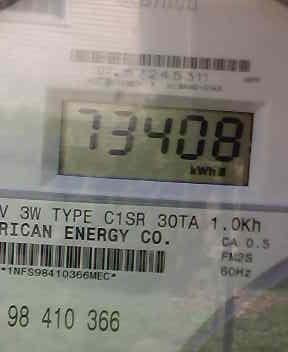 73408
kWh
V 3W TYPE C1SR 30TA 1.0Kh
RICAN ENERGY CO.
CA 0.5
*1NFS98410366MEC*
FM2S
60Hz
98 410 366